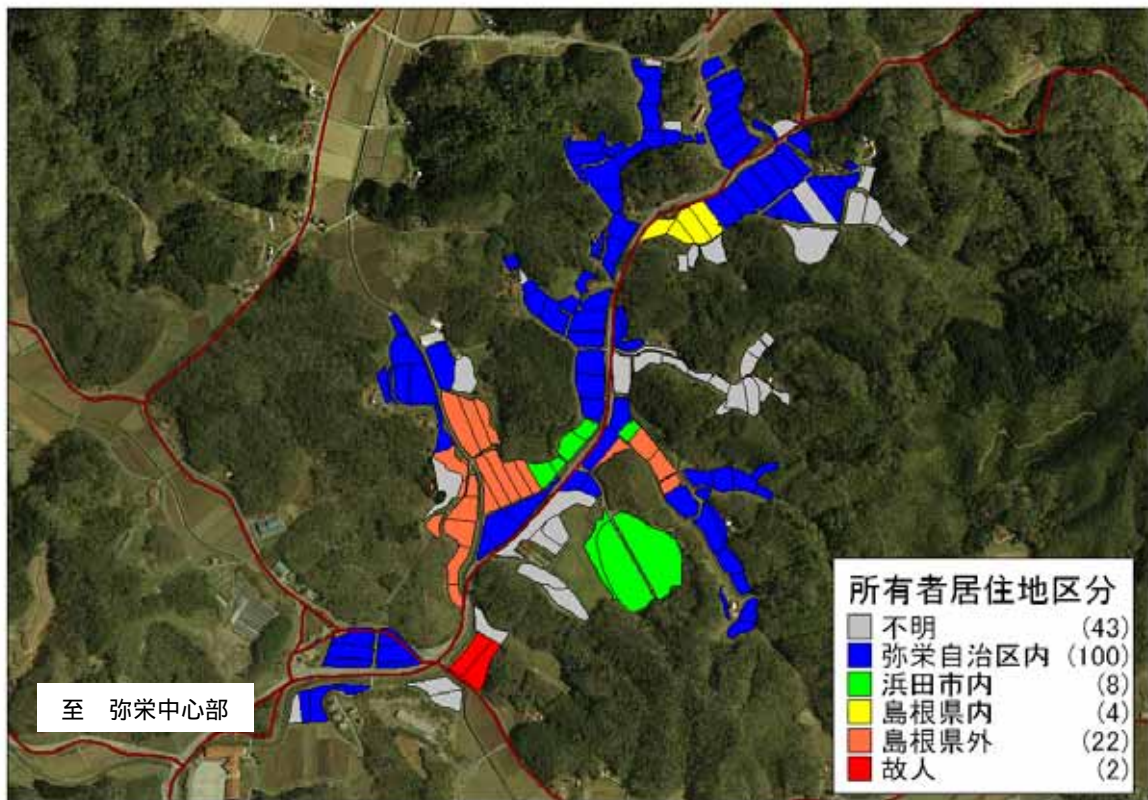 所有者居住地区分
不明 (43)
弥栄自治区内 (100)
浜田市内 (8)
島根県内 (4)
島根県外 (22)
故人 (2)
至 弥栄中心部